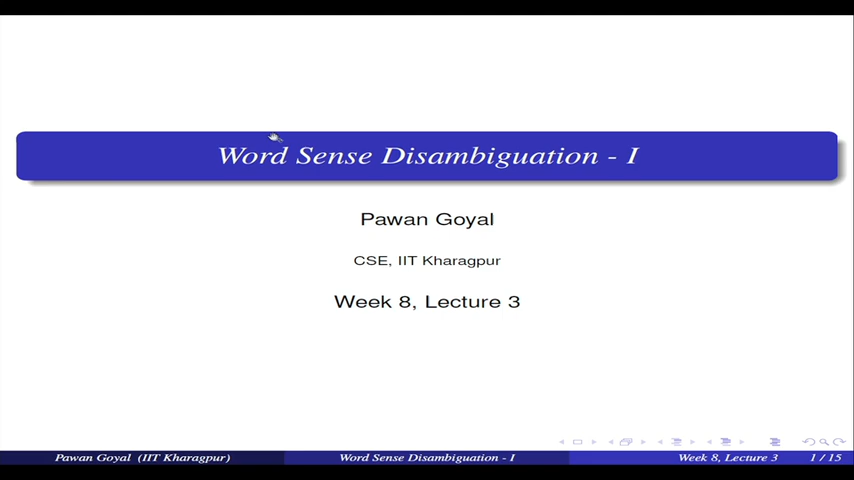 Word Sense Disambiguation - I
Pawan Goyal
CSE, IIT Kharagpur
Week 8, Lecture 3
Pawan Goyal (IIT Kharagpur) Word Sense Disambiguation - I Week 8, Lecture 3 1 / 15